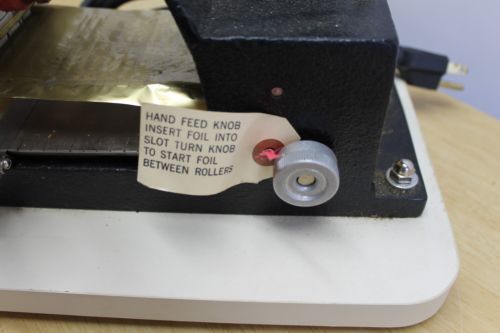 HAND FEED KNOB
INSERT FOIL INTO
SLOT TURN KNOB
TO START FOIL
BETWEEN ROLLERS